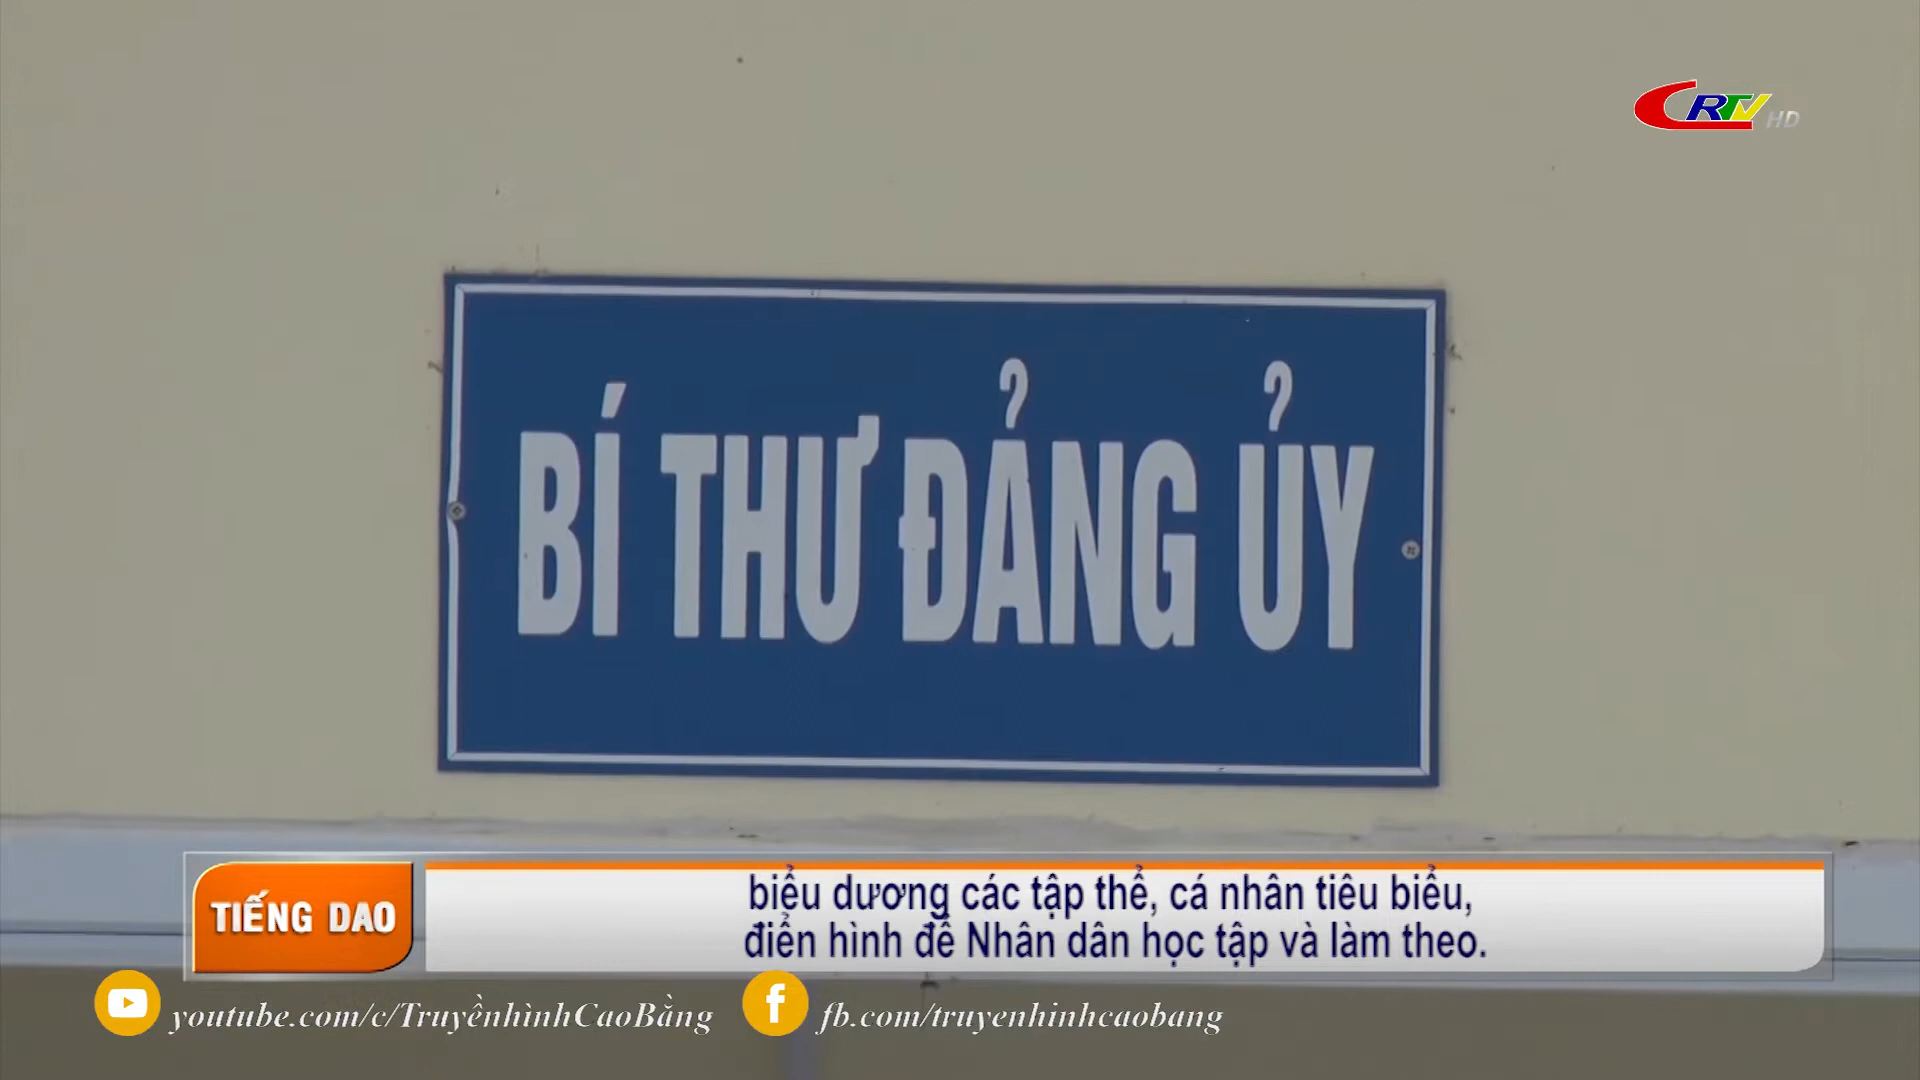 CRTV HD
BÍ THƯ ĐẢNG ỦY
TIẾNG DAO
biểu dương các tập thể, cá nhân tiêu biểu,
điển hình để Nhân dân học tập và làm theo.
youtube.com/c/TruyềnhìnhCaoBằng
fb.com/truyenhinhcaobang